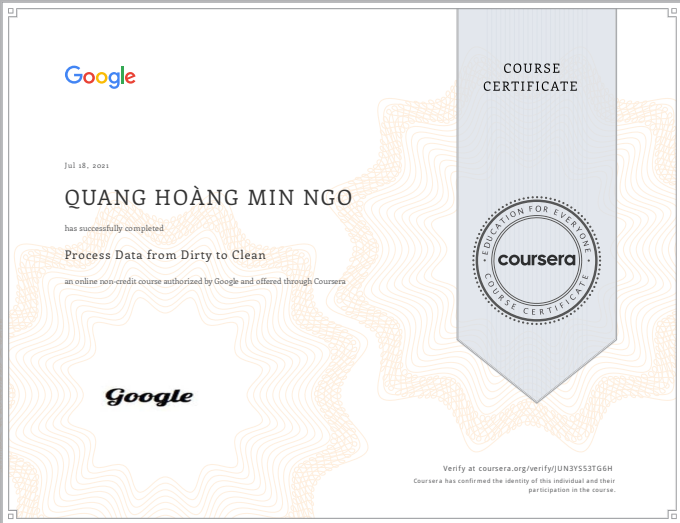 Google
COURSE
CERTIFICATE
Jul 18, 2021
QUANG HOÀNG MIN NGO
has successfully completed
Process Data from Dirty to Clean
an online non-credit course authorized by Google and offered through Coursera
EDUCATION FOR EVERYONE
coursera
COURSE CERTIFICATE
Google
Verify at coursera.org/verify/JUN3YS53TG6H
Coursera has confirmed the identity of this individual and their
participation in the course.